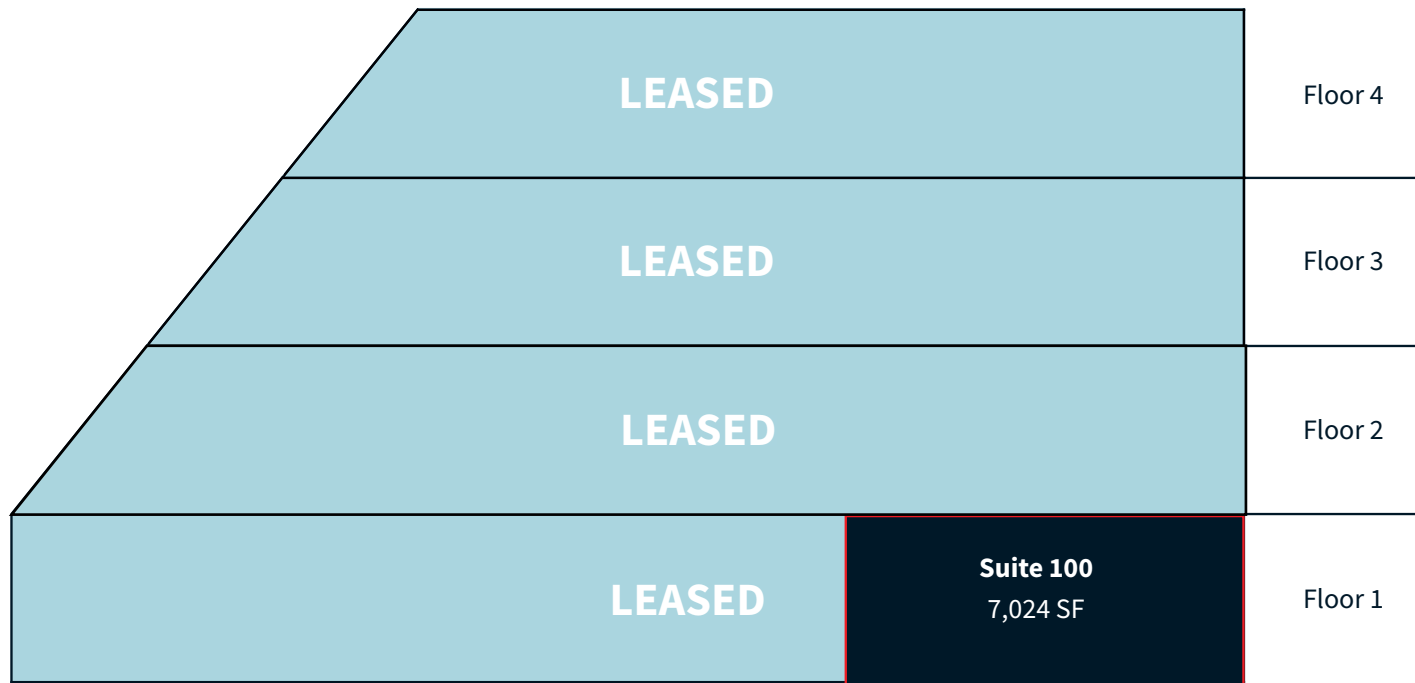 LEASED
Floor 4
LEASED
Floor 3
LEASED
Floor 2
LEASED
Suite 100
7,024 SF
Floor 1